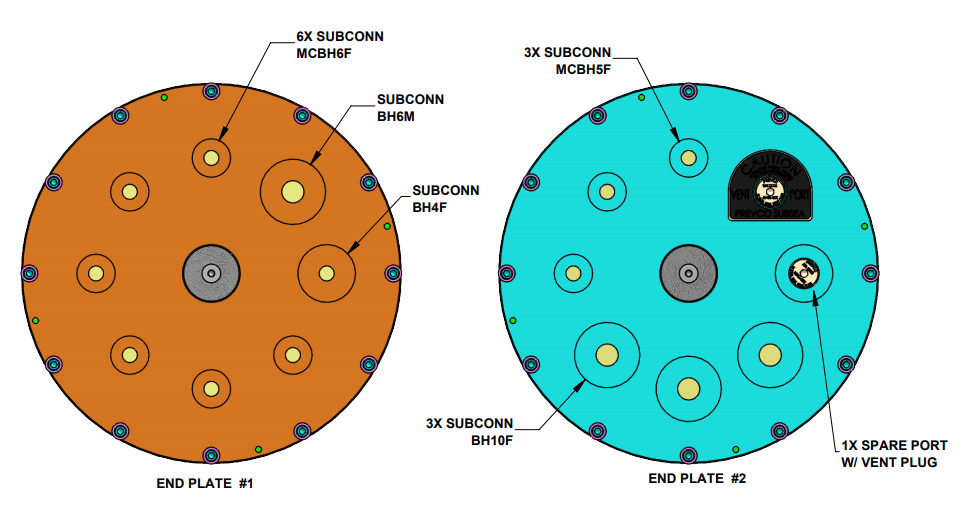 6X SUBCONN
MCBH6F
SUBCONN
BH6M
SUBCONN
BH4F
END PLATE #1
3X SUBCONN
MCBH5F
CAUTION
VENT PORT
PREVCO SUBSEA
3X SUBCONN
BH10F
1X SPARE PORT
W/ VENT PLUG
END PLATE #2